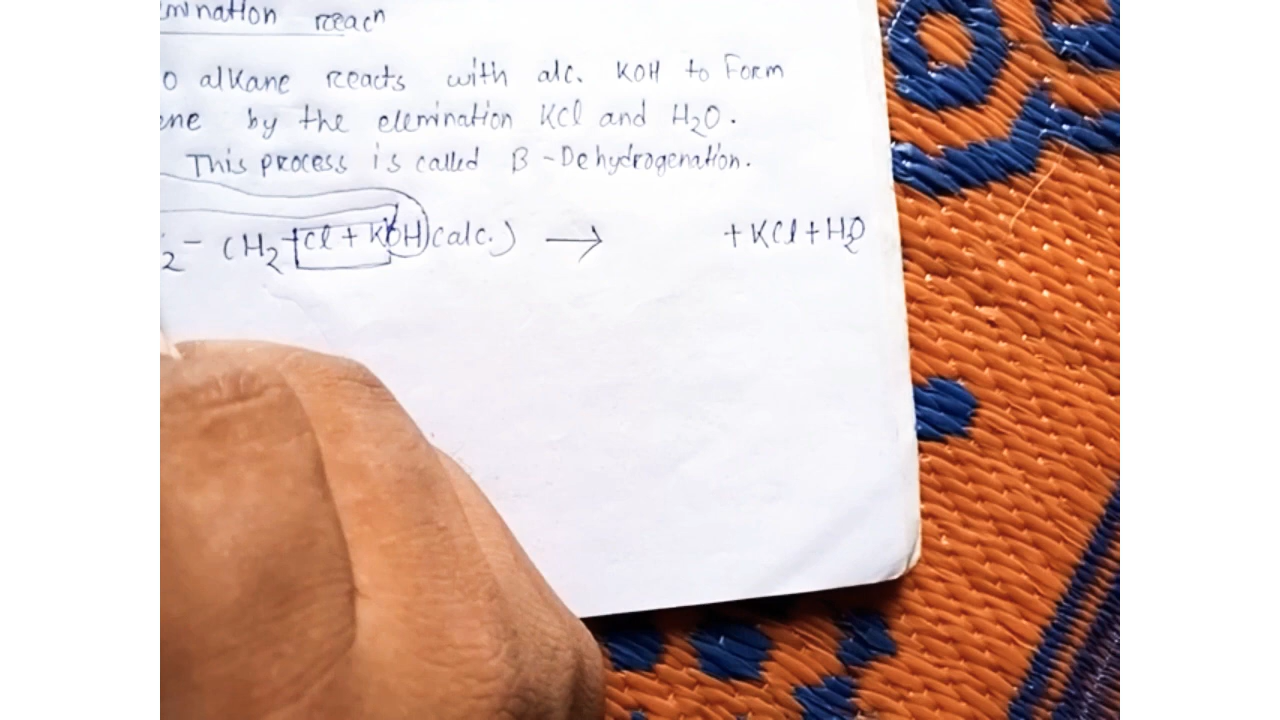 mination reacn
o alkane reacts with alc. KOH to Form
ene by the elemination KCl and H2O.
This process is called B-Dehydrogenation.
2 - CH2-Cl + KOH(alc.) → + KCl + H2O